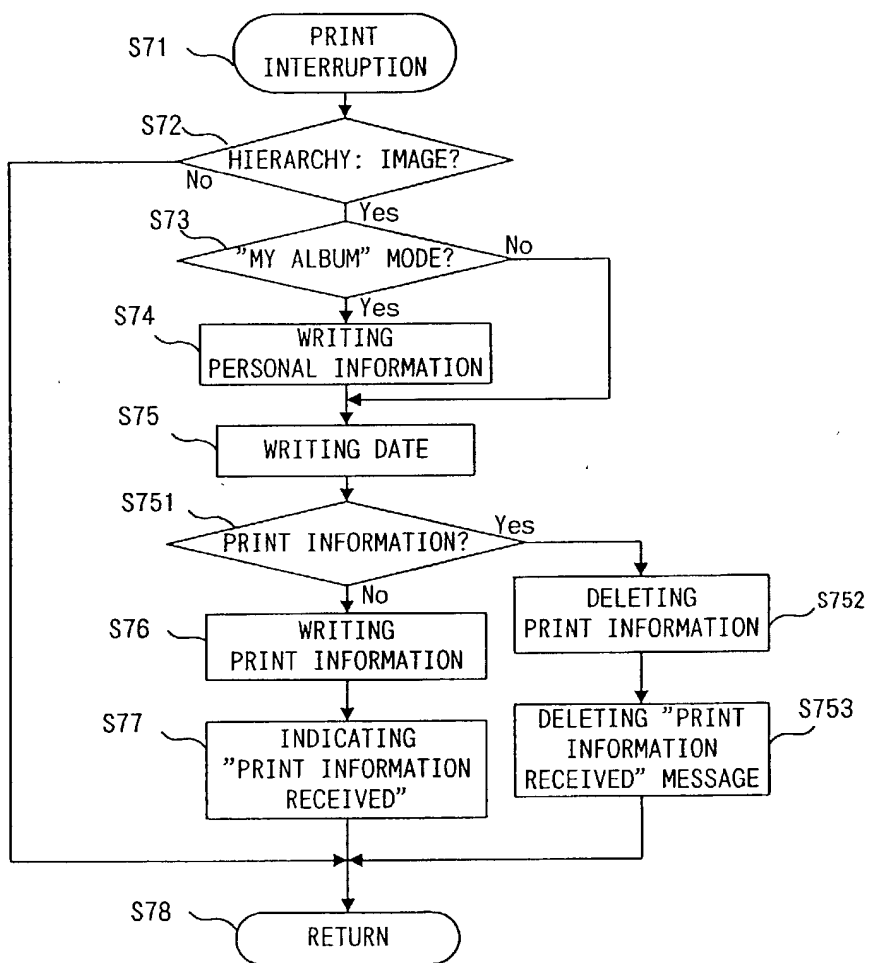 S71
PRINT
INTERRUPTION
S72
HIERARCHY: IMAGE?
No
Yes
S73
"MY ALBUM" MODE?
No
Yes
S74
WRITING
PERSONAL INFORMATION
S75
WRITING DATE
S751
PRINT INFORMATION?
Yes
No
S76
WRITING
PRINT INFORMATION
DELETING
PRINT INFORMATION
S752
S77
INDICATING
"PRINT INFORMATION
RECEIVED"
DELETING "PRINT
INFORMATION
RECEIVED" MESSAGE
S753
S78
RETURN